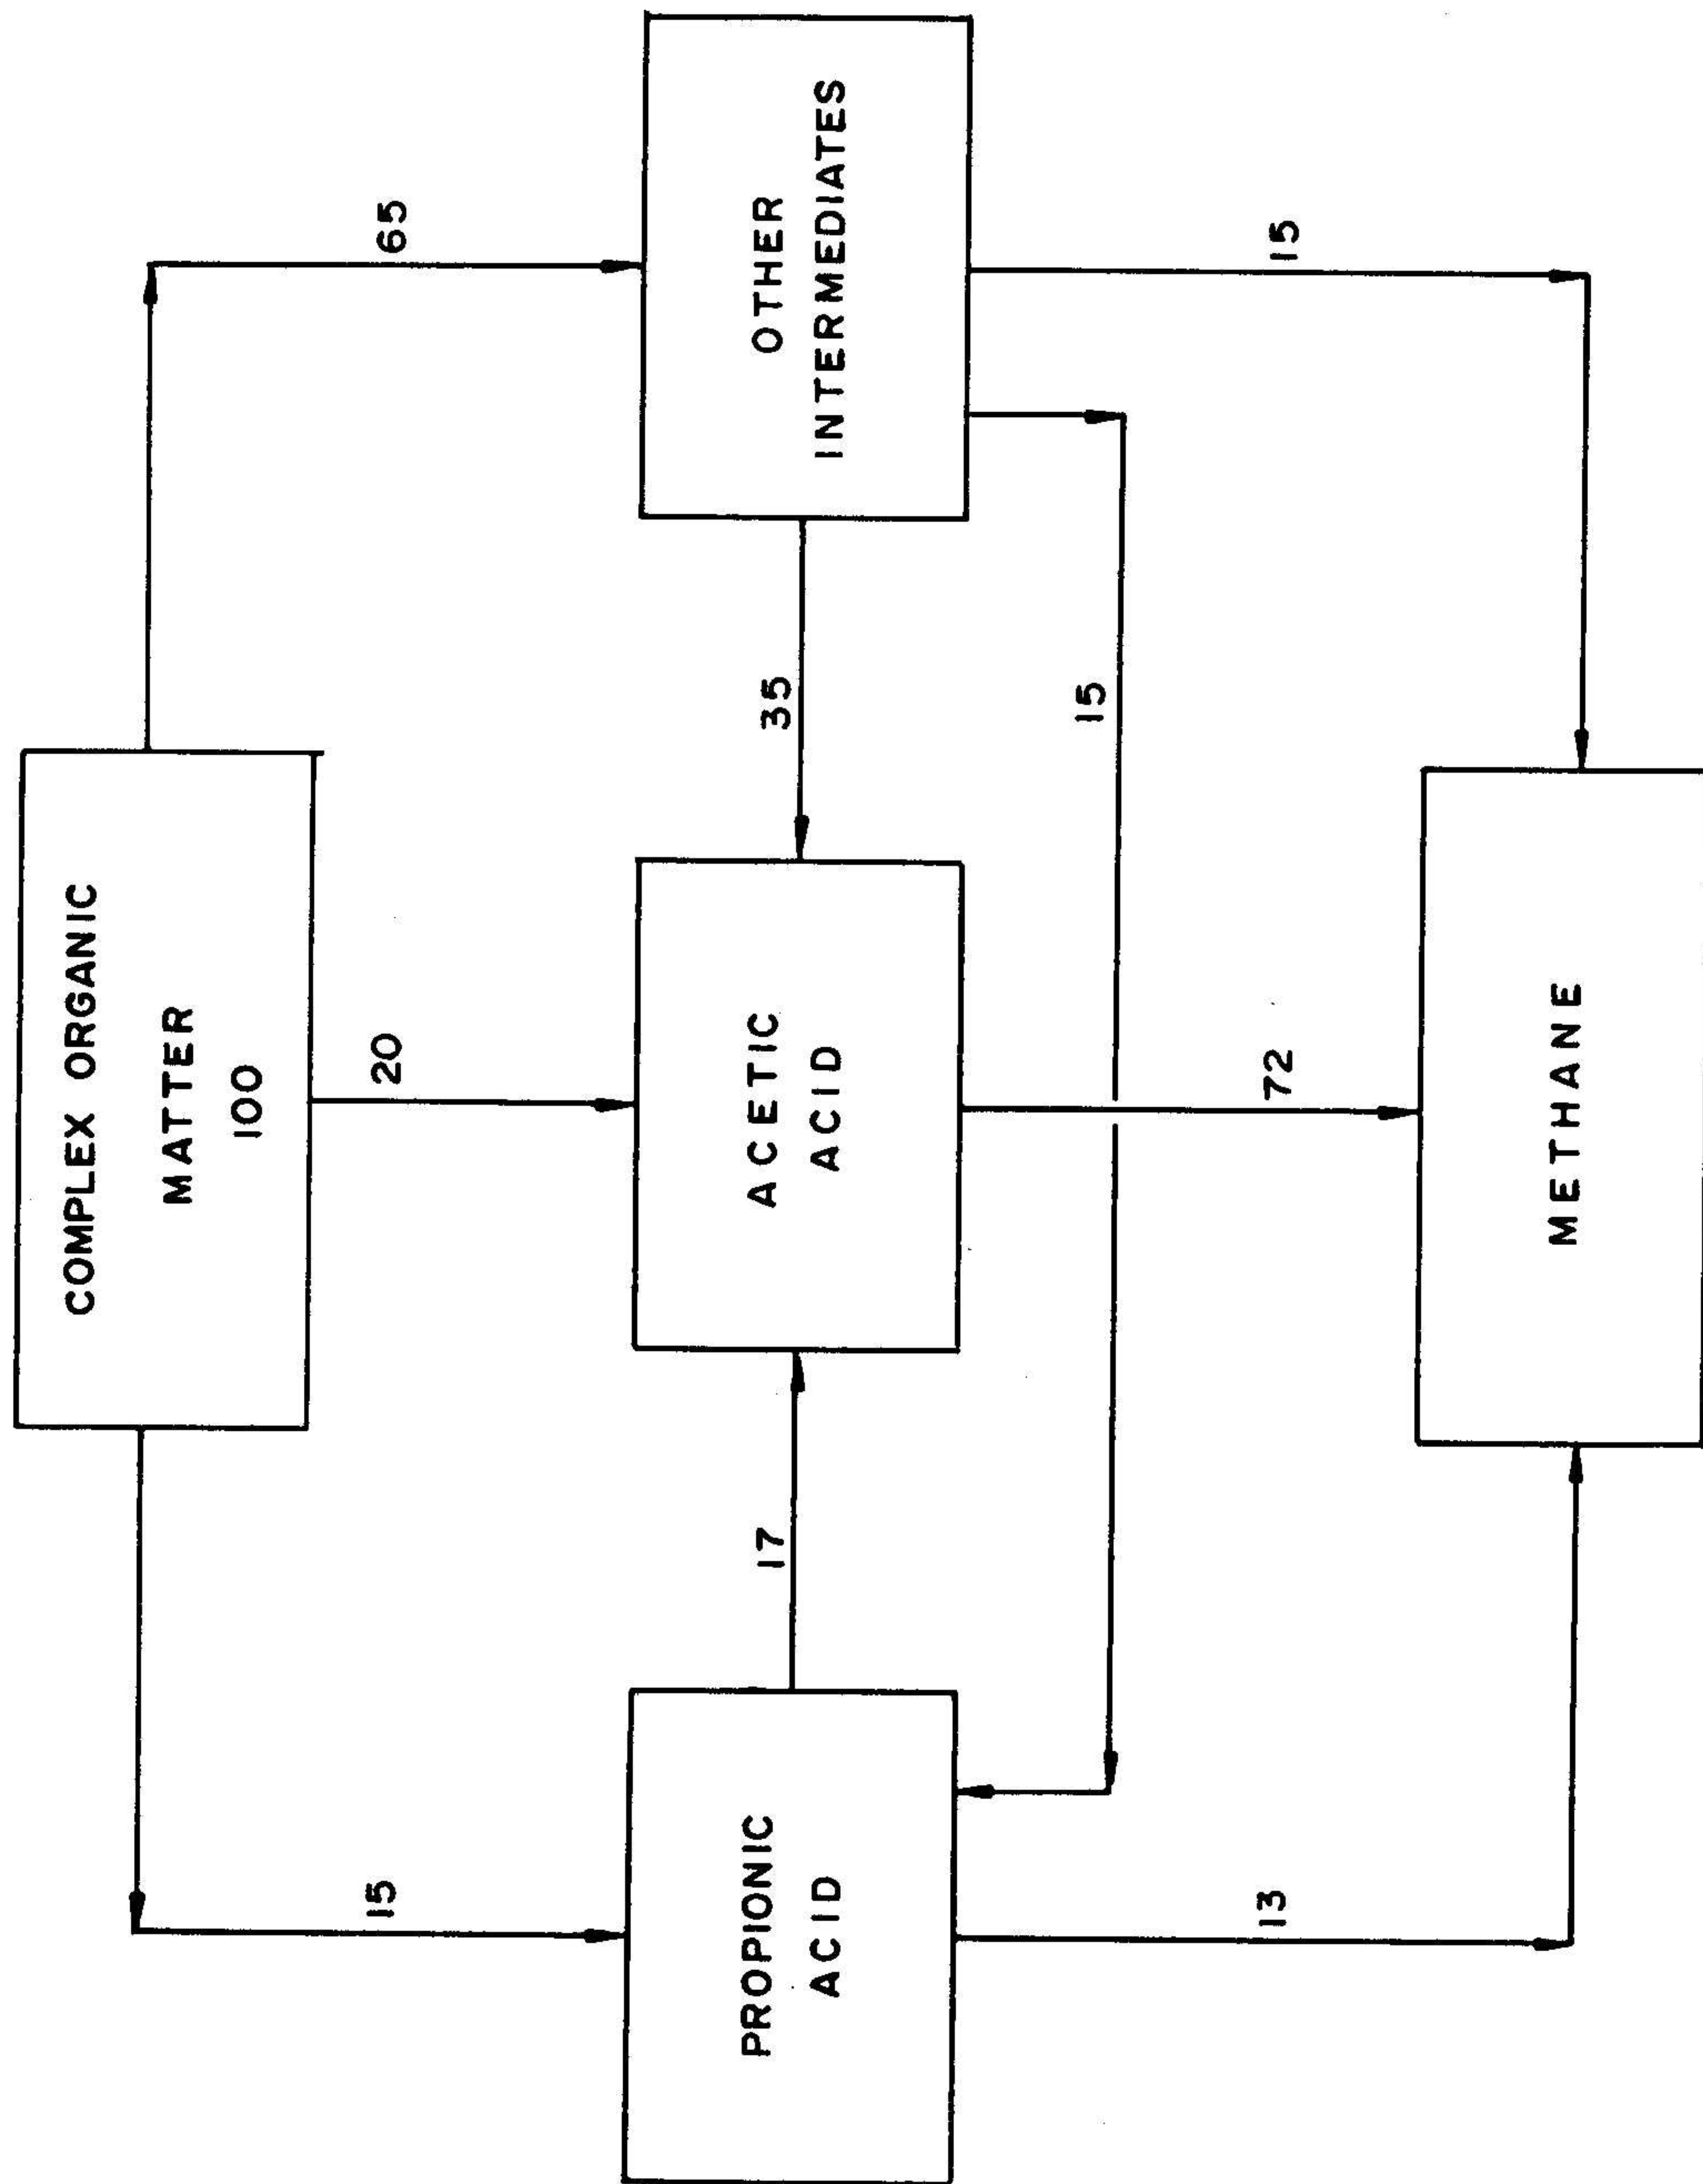 COMPLEX ORGANIC
MATTER
100
15
20
65
PROPIONIC
ACID
17
ACETIC
ACID
35
OTHER
INTERMEDIATES
15
13
72
15
METHANE